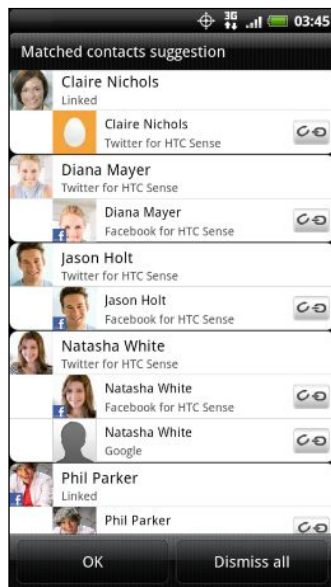 3G 03:45
Matched contacts suggestion
Claire Nichols
Linked
Claire Nichols
Twitter for HTC Sense
Diana Mayer
Twitter for HTC Sense
Diana Mayer
f Facebook for HTC Sense
Jason Holt
Twitter for HTC Sense
Jason Holt
f Facebook for HTC Sense
Natasha White
Twitter for HTC Sense
Natasha White
f Facebook for HTC Sense
Natasha White
Google
Phil Parker
f Linked
Phil Parker
OK Dismiss all